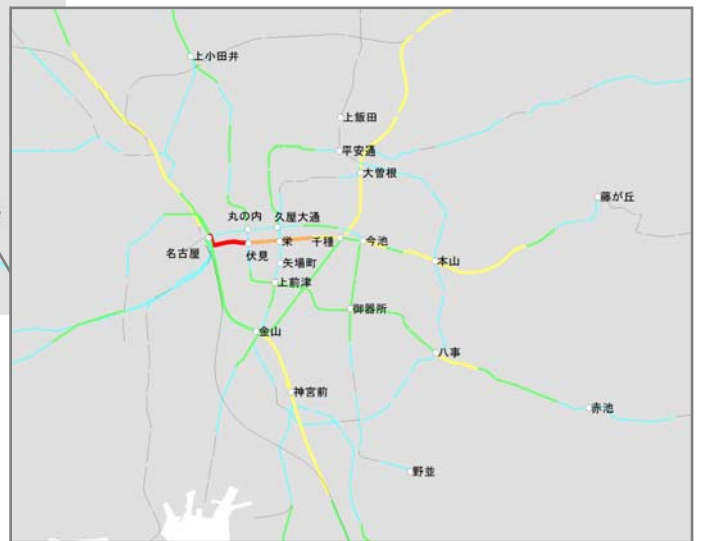 上小田井
上飯田
平安通
大曽根
藤が丘
丸の内
久屋大通
名古屋
伏見
栄
千種
今池
本山
矢場町
上前津
御器所
金山
八事
神宮前
赤池
野並